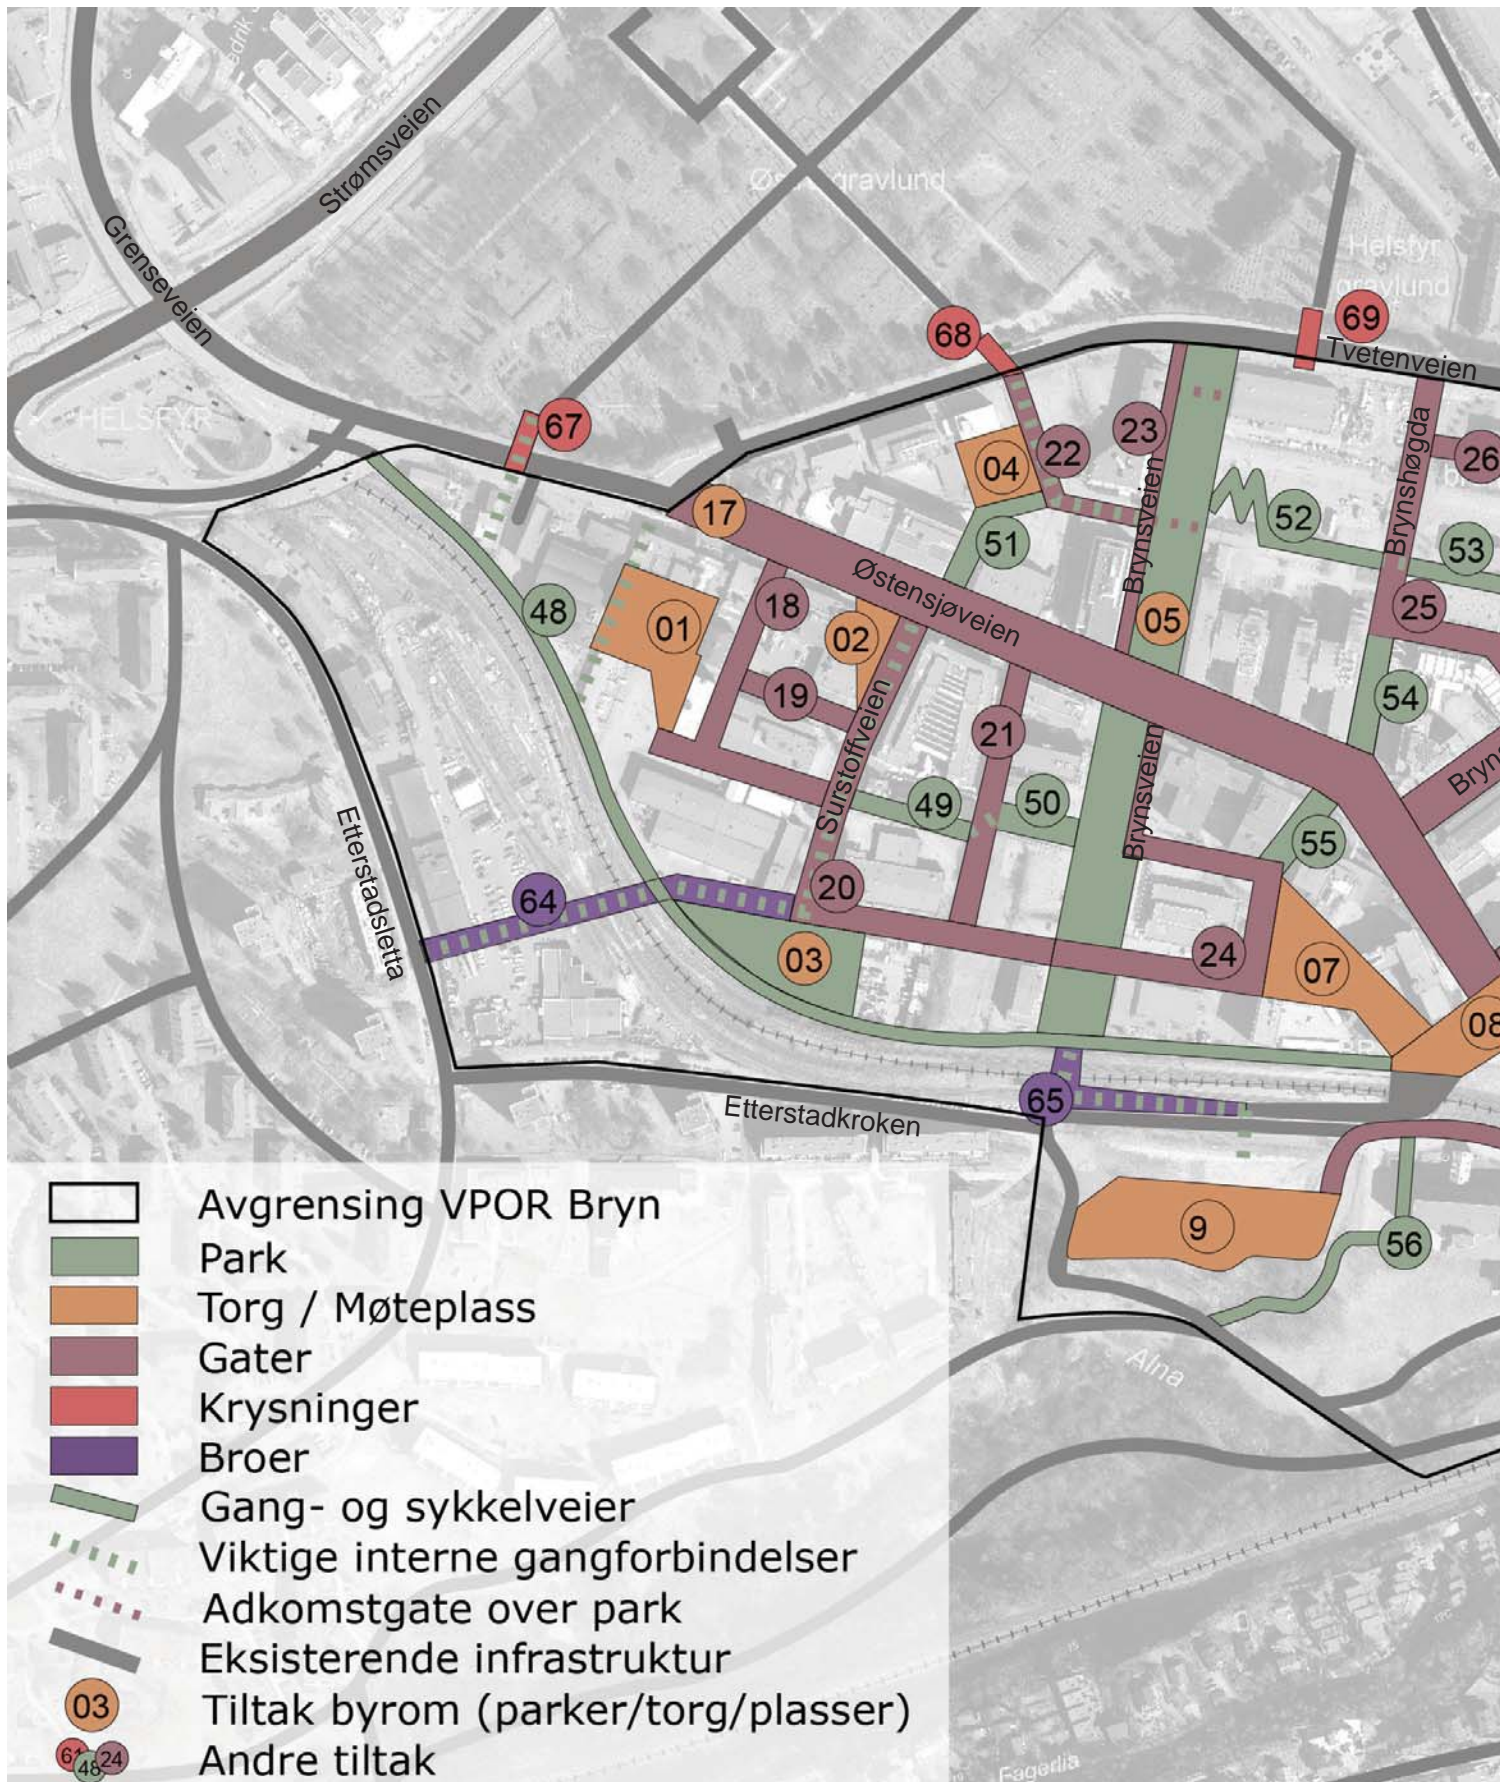 Strømsveien
Grenseveien
Østre gravlund
Helsfyr
gravlund
HELSFYR
67
68
69
Tvetenveien
04
22
23
Brynsveien
Brynshøgda
26
17
51
52
53
48
01
18
02
Østensjøveien
05
25
19
Surstoffveien
21
54
Bryn
49
50
Brynsveien
55
Etterstadsletta
64
20
03
24
07
08
65
Etterstadkroken
9
56
Alna
Avgrensing VPOR Bryn
Park
Torg / Møteplass
Gater
Krysninger
Broer
Gang- og sykkelveier
Viktige interne gangforbindelser
Adkomstgate over park
Eksisterende infrastruktur
03 Tiltak byrom (parker/torg/plasser)
61 48 24 Andre tiltak
Fagerlia